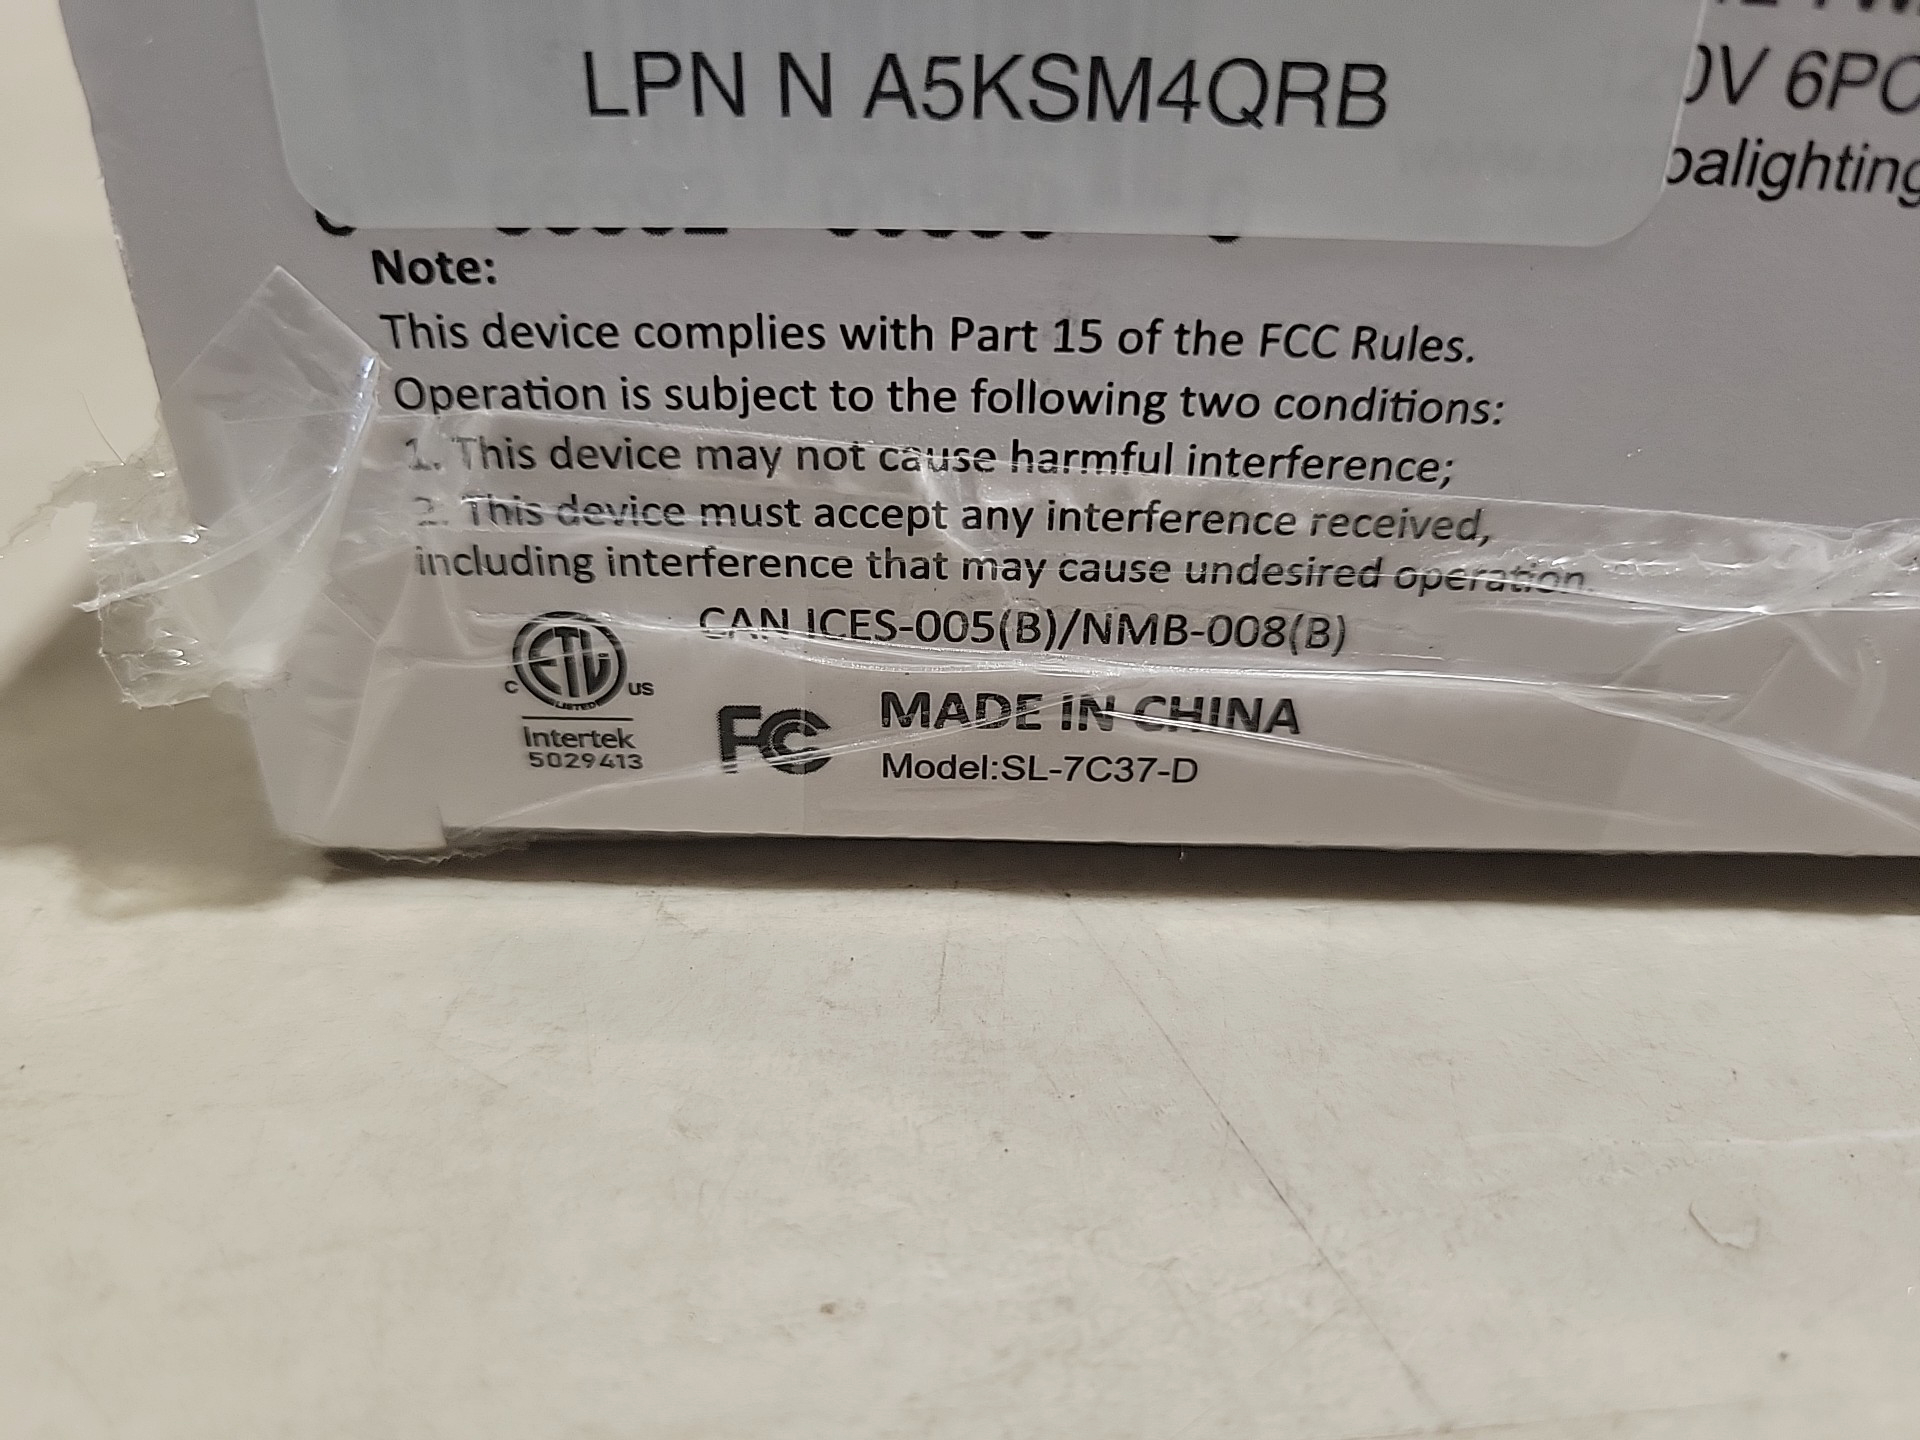 LPN N A5KSM4QRB
6PC
Note:
This device complies with Part 15 of the FCC Rules.
Operation is subject to the following two conditions:
1. This device may not cause harmful interference;
2. This device must accept any interference received,
including interference that may cause undesired operation.
CAN ICES-005(B)/NMB-008(B)
ETL
C US
LISTED
Intertek
5029413
FC
MADE IN CHINA
Model:SL-7C37-D